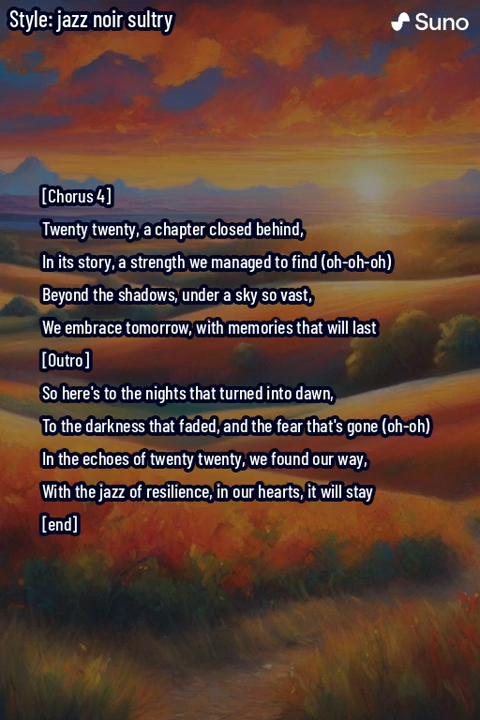 Style: jazz noir sultry
Suno
[Chorus 4]
Twenty twenty, a chapter closed behind,
In its story, a strength we managed to find (oh-oh-oh)
Beyond the shadows, under a sky so vast,
We embrace tomorrow, with memories that will last
[Outro]
So here's to the nights that turned into dawn,
To the darkness that faded, and the fear that's gone (oh-oh)
In the echoes of twenty twenty, we found our way,
With the jazz of resilience, in our hearts, it will stay
[end]